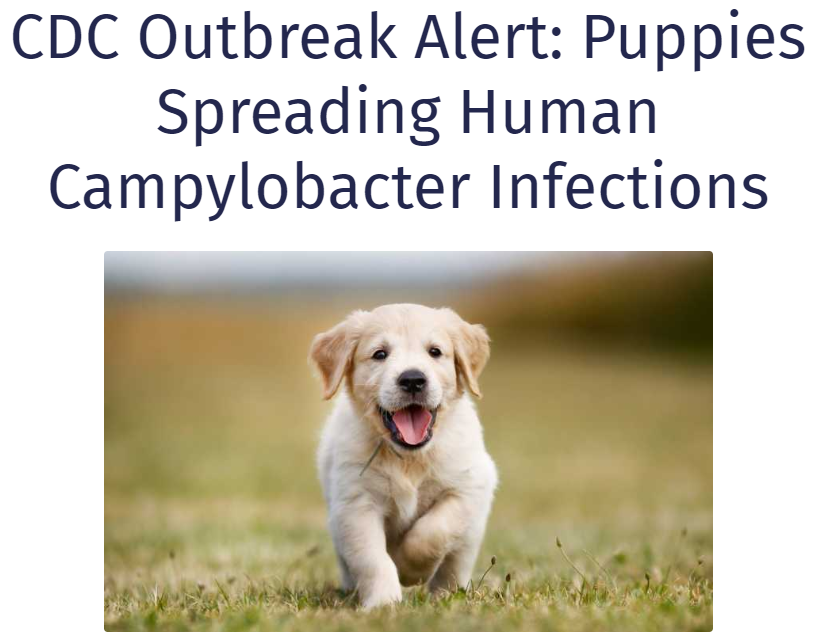 CDC Outbreak Alert: Puppies
Spreading Human
Campylobacter Infections